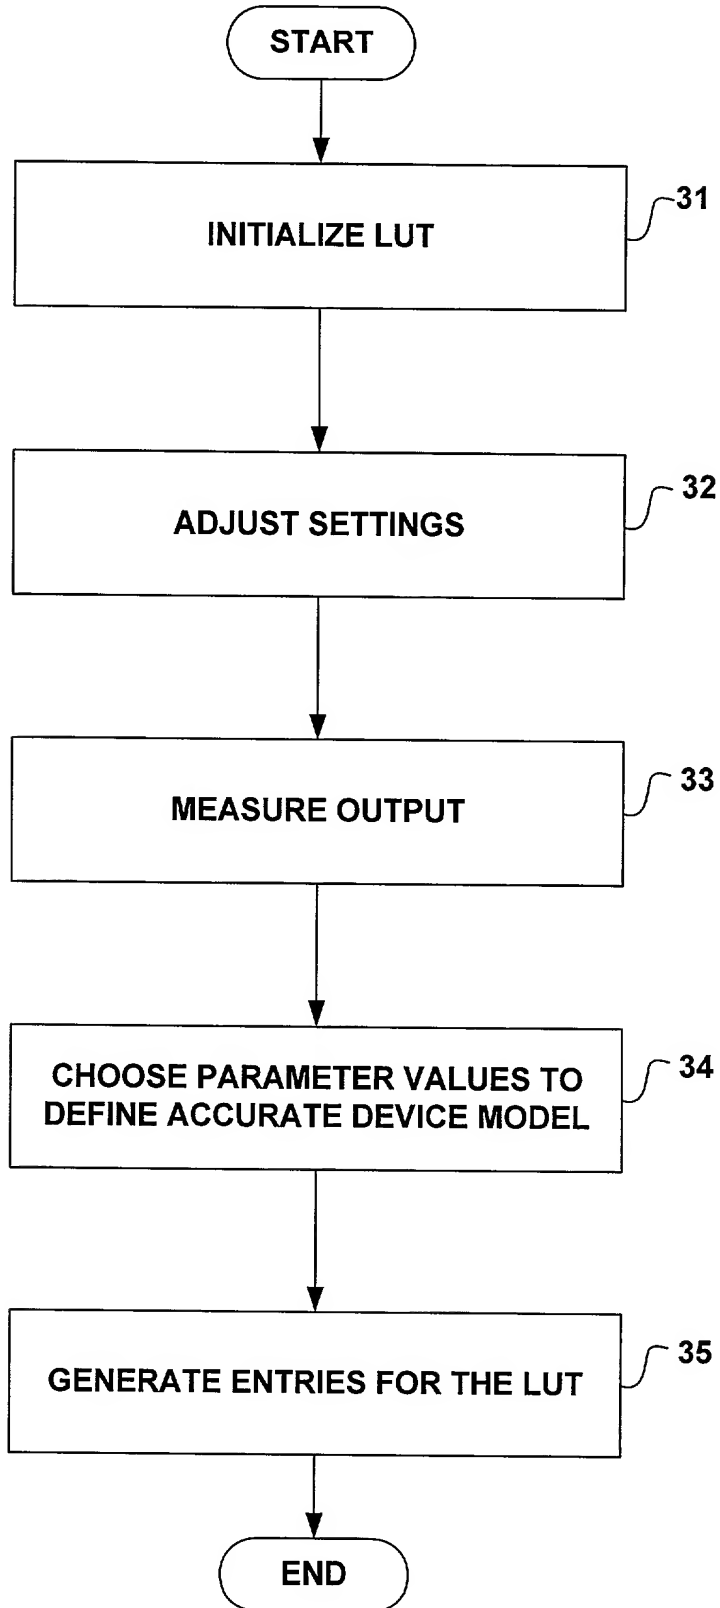 START
INITIALIZE LUT
31
ADJUST SETTINGS
32
MEASURE OUTPUT
33
CHOOSE PARAMETER VALUES TO
DEFINE ACCURATE DEVICE MODEL
34
GENERATE ENTRIES FOR THE LUT
35
END